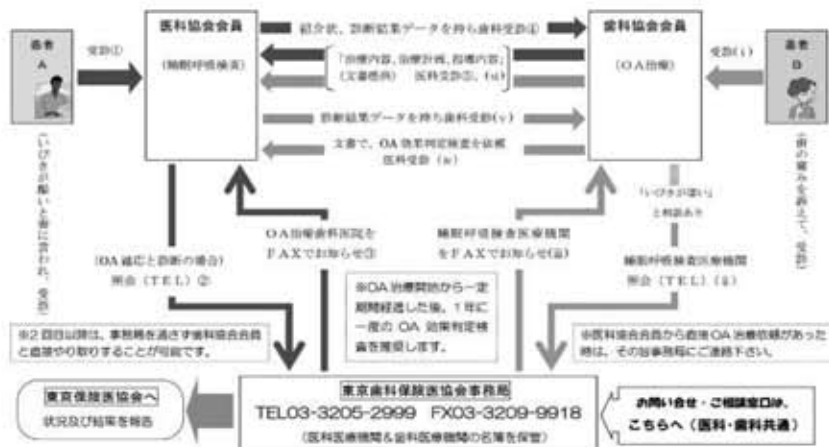 患者
A
受診①
(いびきが酷いと妻に言われ、受診)
医科協会会員
(睡眠呼吸検査)
紹介状、診断結果データを持ち歯科受診④
「治療内容、治療計画、指導内容」
(文書提供) 医科受診⑤、(ⅵ)
診断結果データを持ち歯科受診(ⅴ)
文書で、OA効果判定検査を依頼
医科受診(ⅳ)
歯科協会会員
(OA治療)
受診(ⅰ)
患者
B
(歯の痛みを訴えて、受診)
「いびきが凄い」
と相談あり
(OA適応と診断の場合)
照会(TEL)②
OA治療歯科医院を
FAXでお知らせ③
睡眠呼吸検査医療機関
をFAXでお知らせ(ⅲ)
睡眠呼吸検査医療機関
照会(TEL)(ⅱ)
※OA治療開始から一定
期間経過した後、1年に
一度のOA効果判定検
査を推奨します。
※2回目以降は、事務局を通さず歯科協会会員
と直接やり取りすることが可能です。
※医科協会会員から直接OA治療依頼があった
時は、その旨事務局にご連絡下さい。
東京保険医協会へ
状況及び結果を報告
東京歯科保険医協会事務局
TEL03-3205-2999 FX03-3209-9918
(医科医療機関&歯科医療機関の名簿を保管)
お問い合せ・ご相談窓口は、
こちらへ(医科・歯科共通)